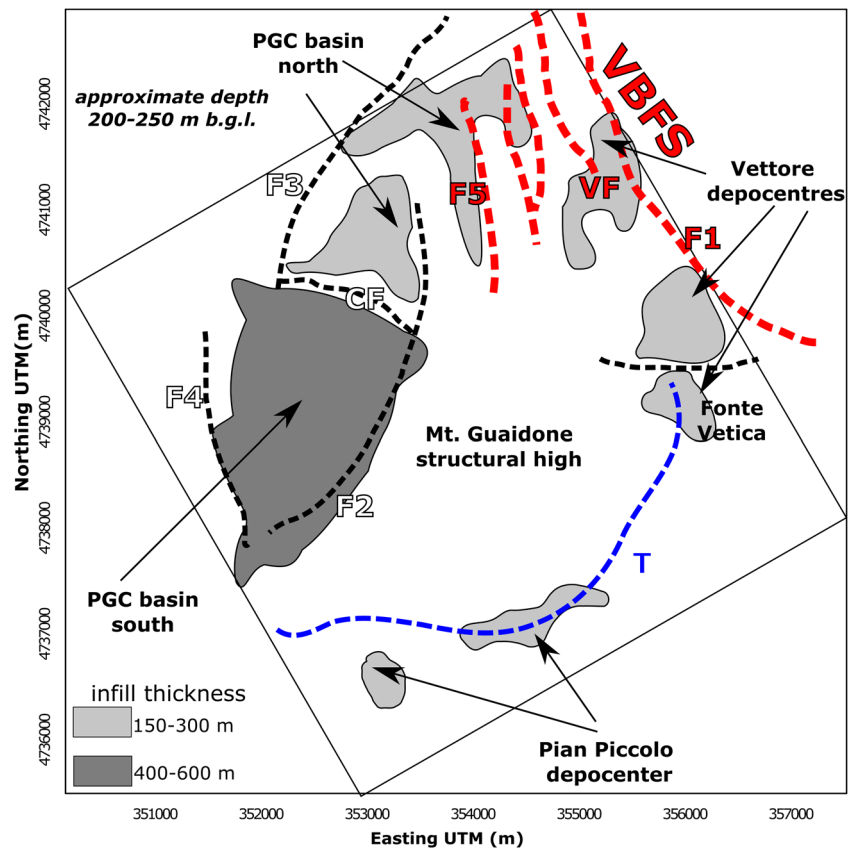 PGC basin
north
approximate depth
200-250 m b.g.l.
VBFS
Vettore
depocentres
F3
F5
VF
F1
CF
F4
Fonte
Vetica
Mt. Guaidone
structural high
F2
T
PGC basin
south
infill thickness
150-300 m
400-600 m
Pian Piccolo
depocenter
Northing UTM(m)
4742000
4741000
4740000
4739000
4738000
4737000
4736000
351000
352000
353000
354000
355000
356000
357000
Easting UTM (m)